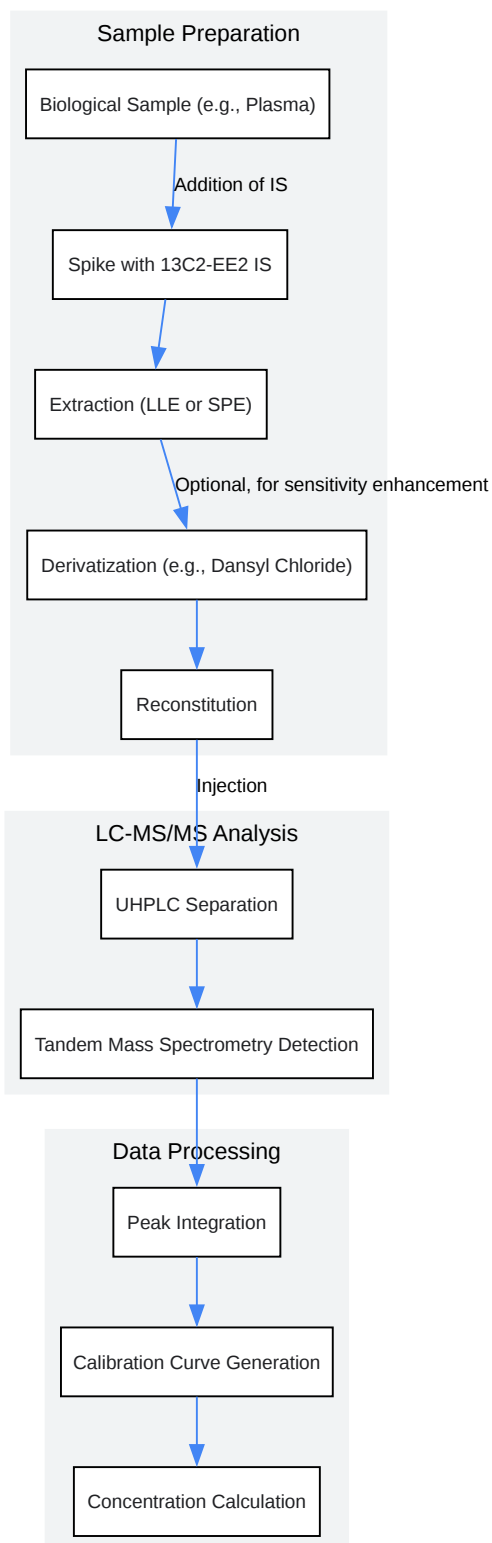 Sample Preparation
Biological Sample (e.g., Plasma)
Addition of IS
Spike with 13C2-EE2 IS
Extraction (LLE or SPE)
Optional, for sensitivity enhancement
Derivatization (e.g., Dansyl Chloride)
Reconstitution
Injection
LC-MS/MS Analysis
UHPLC Separation
Tandem Mass Spectrometry Detection
Data Processing
Peak Integration
Calibration Curve Generation
Concentration Calculation